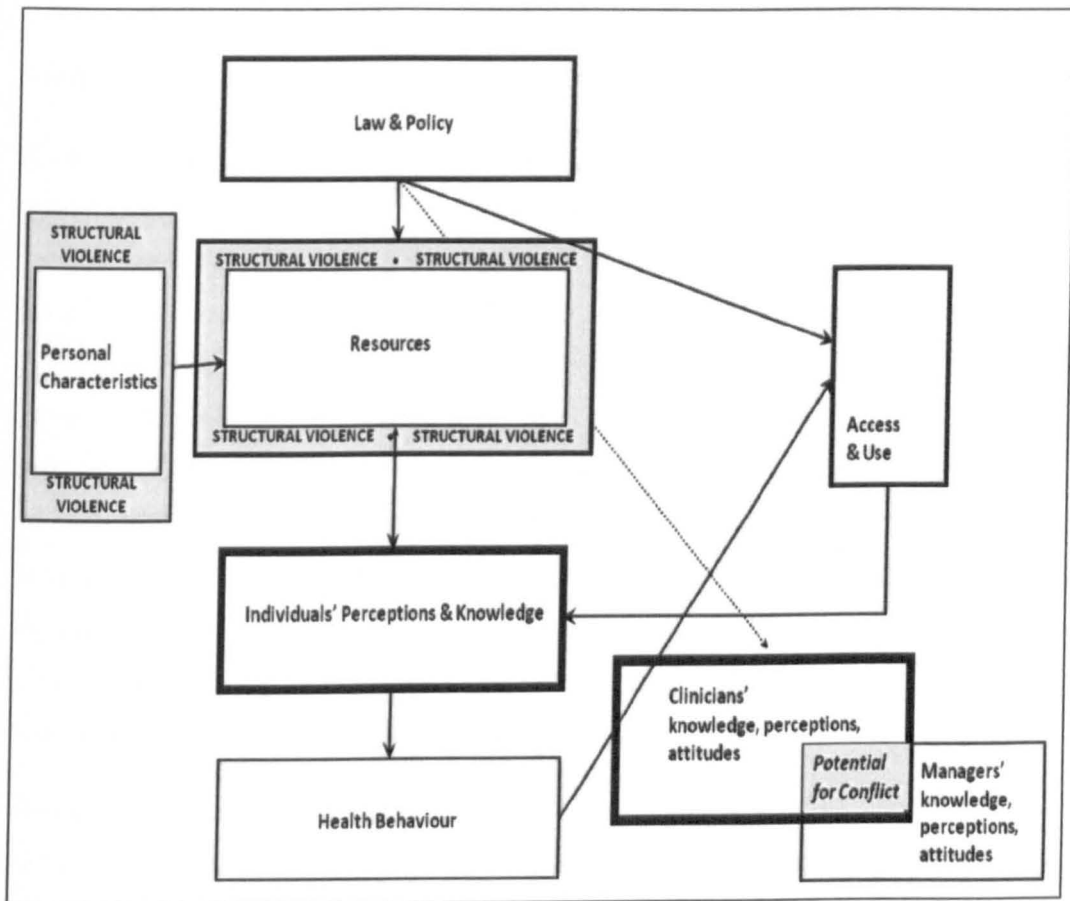 Law & Policy
STRUCTURAL
VIOLENCE
Personal
Characteristics
STRUCTURAL
VIOLENCE
STRUCTURAL VIOLENCE • STRUCTURAL VIOLENCE
Resources
STRUCTURAL VIOLENCE • STRUCTURAL VIOLENCE
Access
& Use
Individuals' Perceptions & Knowledge
Clinicians'
knowledge, perceptions,
attitudes
Potential
for Conflict
Managers'
knowledge,
perceptions,
attitudes
Health Behaviour